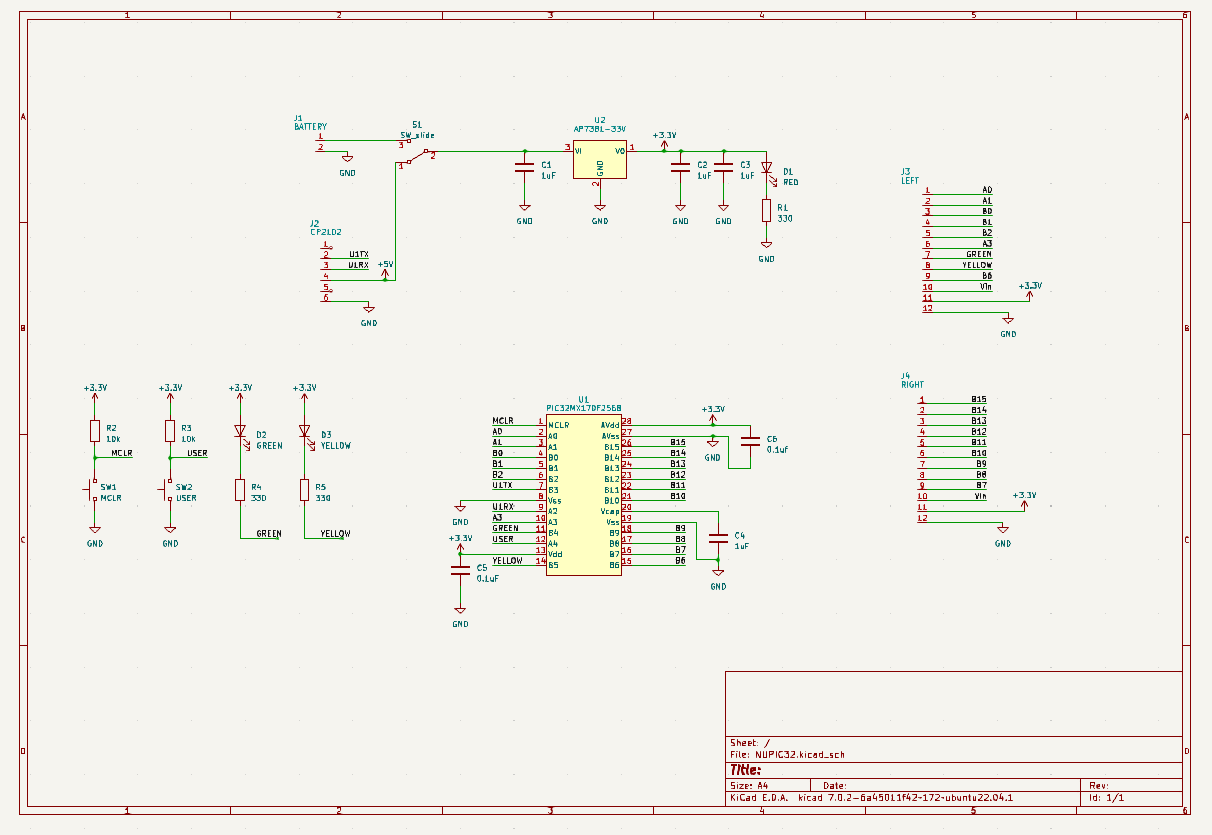 1 2 3 4 5 6
A A
B B
C C
D D
J1
BATTERY
1
2
GND
S1
SW_slide
3
2
1
J2
CP2102
1
2 U1TX
3 U1RX
4
5
6
+5V
GND
C1
1uF
GND
U2
AP7381-33V
3 VI VO 1
GND
2
GND
+3.3V
C2
1uF
GND
C3
1uF
GND
D1
RED
R1
330
GND
J3
LEFT
1 A0
2 A1
3 B0
4 B1
5 B2
6 A3
7 GREEN
8 YELLOW
9 B6
10 Vin
11
12
+3.3V
GND
+3.3V
R2
10k
MCLR
SW1
MCLR
GND
+3.3V
R3
10k
USER
SW2
USER
GND
+3.3V
D2
GREEN
R4
330
GREEN
+3.3V
D3
YELLOW
R5
330
YELLOW
U1
PIC32MX170F256B
MCLR 1 MCLR AVdd 28
A0 2 A0 AVss 27
A1 3 A1 B15 26 B15
B0 4 B0 B14 25 B14
B1 5 B1 B13 24 B13
B2 6 B2 B12 23 B12
U1TX 7 B3 B11 22 B11
8 Vss B10 21 B10
U1RX 9 A2 Vcap 20
A3 10 A3 Vss 19
GREEN 11 B4 B9 18 B9
USER 12 A4 B8 17 B8
13 Vdd B7 16 B7
YELLOW 14 B5 B6 15 B6
GND
+3.3V
C5
0.1uF
GND
+3.3V
GND
C6
0.1uf
C4
1uF
GND
J4
RIGHT
1 B15
2 B14
3 B13
4 B12
5 B11
6 B10
7 B9
8 B8
9 B7
10 Vin
11
12
+3.3V
GND
Sheet: /
File: NUPIC32.kicad_sch
Title:
Size: A4 Date: Rev:
KiCad E.D.A. kicad 7.0.2-6a45011f42~172~ubuntu22.04.1 Id: 1/1
1 2 3 4 5 6